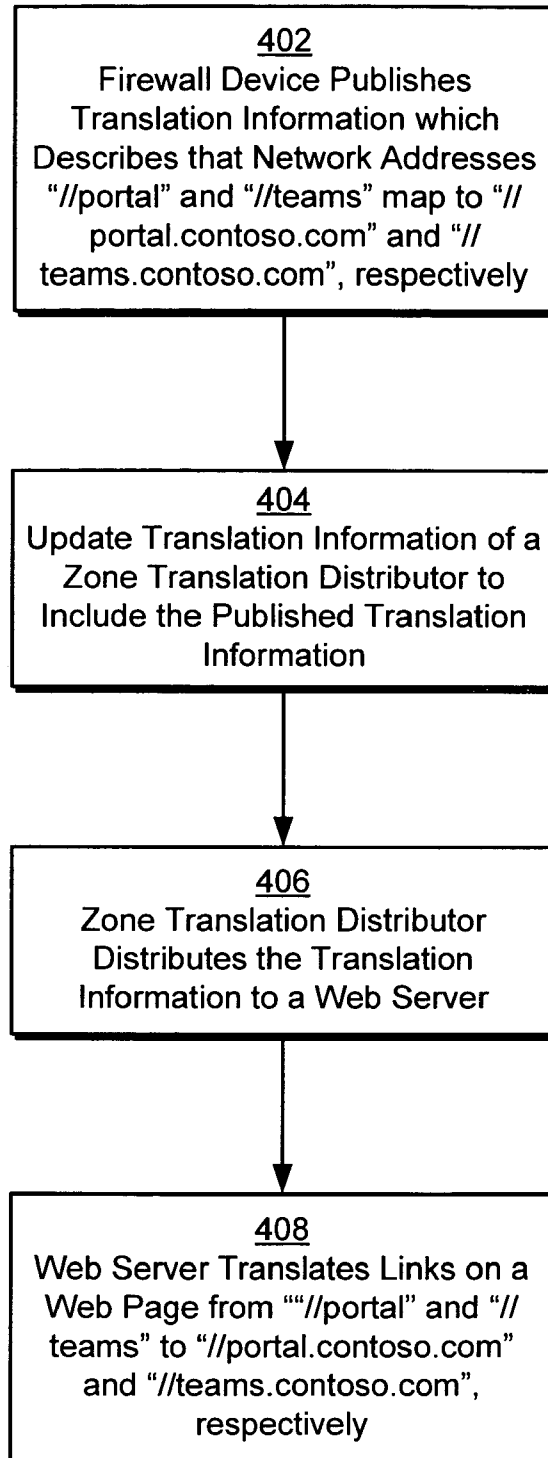 402
Firewall Device Publishes
Translation Information which
Describes that Network Addresses
“//portal” and “//teams” map to “//
portal.contoso.com” and “//
teams.contoso.com”, respectively
404
Update Translation Information of a
Zone Translation Distributor to
Include the Published Translation
Information
406
Zone Translation Distributor
Distributes the Translation
Information to a Web Server
408
Web Server Translates Links on a
Web Page from ““//portal” and “//
teams” to “//portal.contoso.com”
and “//teams.contoso.com”,
respectively